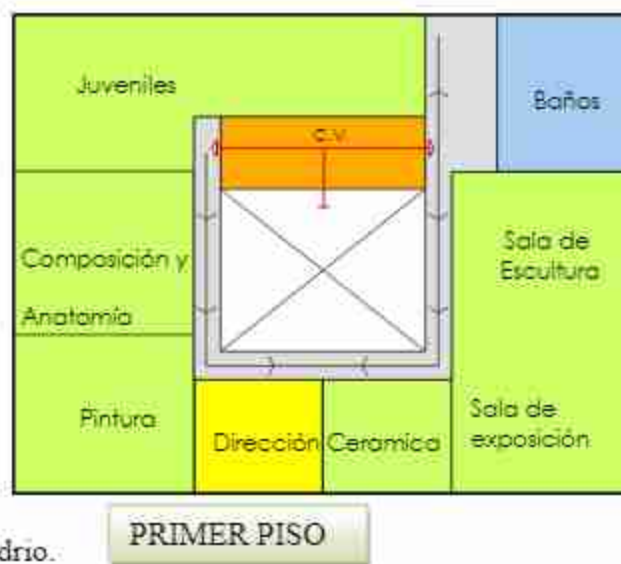 Juveniles
Baños
C.V
Composición y
Anatomía
Sala de
Escultura
Pintura
Dirección
Ceramica
Sala de
exposición
PRIMER PISO
drio.